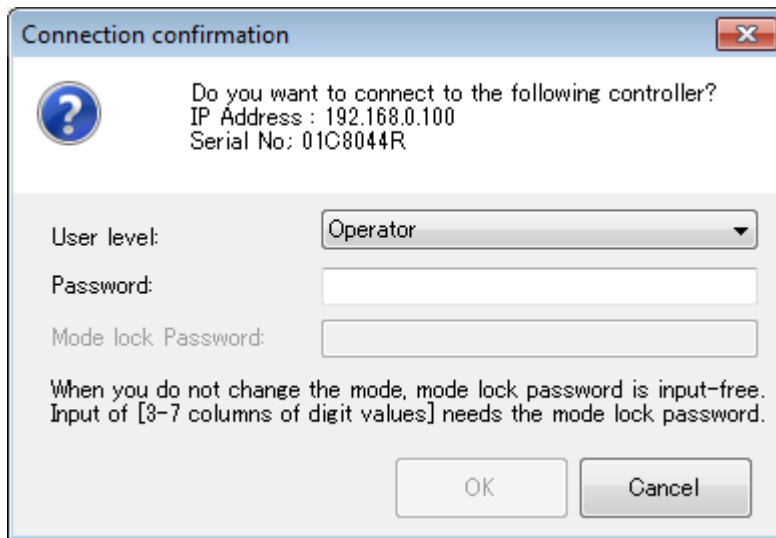 Connection confirmation
Do you want to connect to the following controller?
IP Address : 192.168.0.100
Serial No; 01C8044R
User level:
Operator
Password:
Mode lock Password:
When you do not change the mode, mode lock password is input-free.
Input of [3-7 columns of digit values] needs the mode lock password.
OK
Cancel